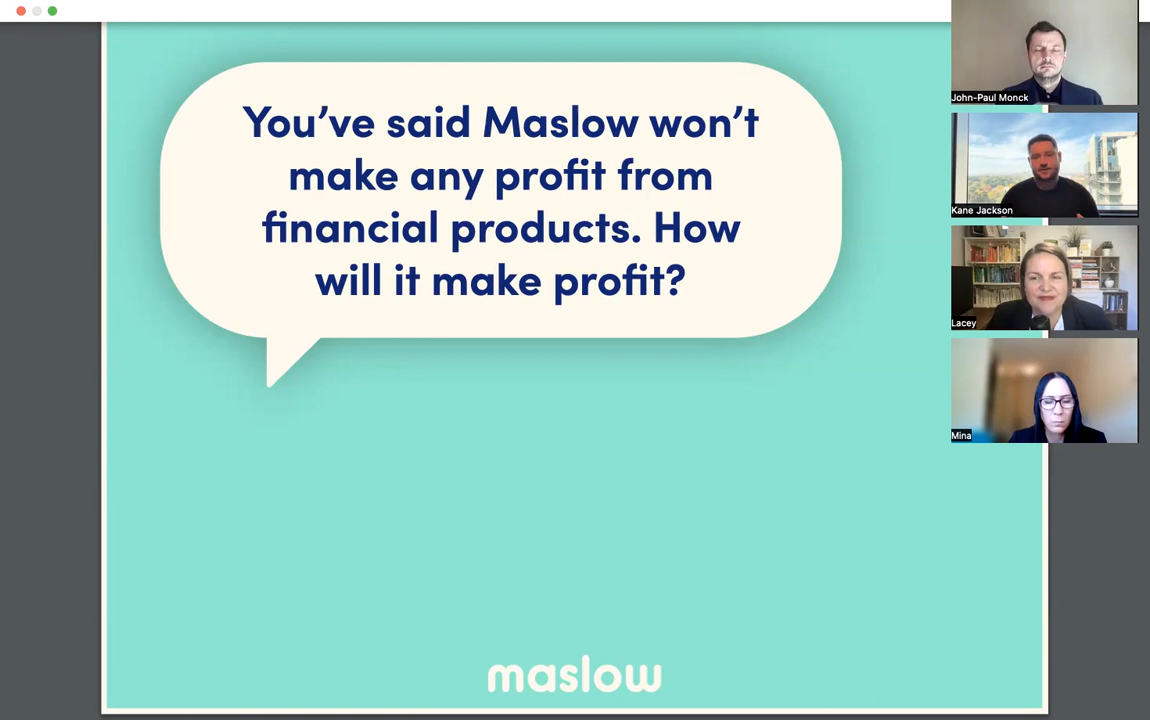 You’ve said Maslow won’t
make any profit from
financial products. How
will it make profit?
maslow
John-Paul Monck
Kane Jackson
Lacey
Mina